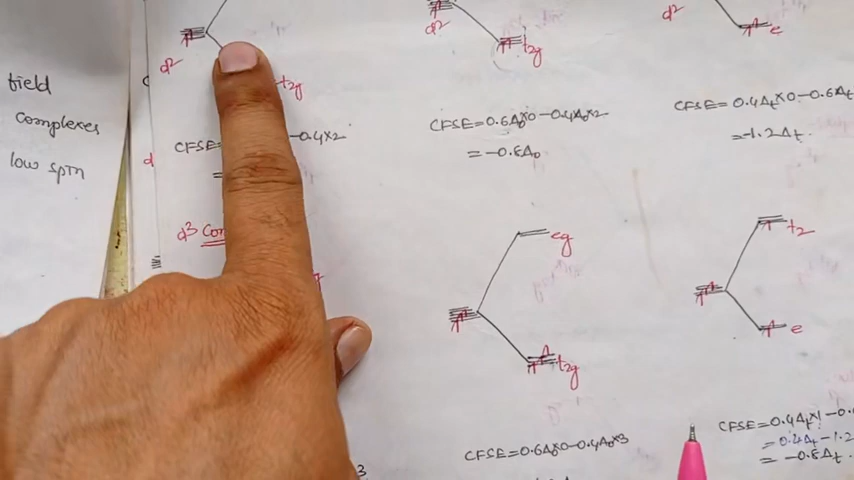 field
complexes
low spin
d²
t₂g
CFSE=
-0.4×2
=
d
d³ Com
d²
t₂g
CFSE=0.6Δ₀×0-0.4Δ₀×2
=-0.8Δ₀
eg
t₂g
CFSE=0.6Δ₀×0-0.4Δ₀×3
d²
e
CFSE=0.4Δt×0-0.6Δt
=-1.2Δt.
t₂
e
CFSE=0.4Δt×1-0.
=0.4Δt-1.2
=-0.8Δt.
3